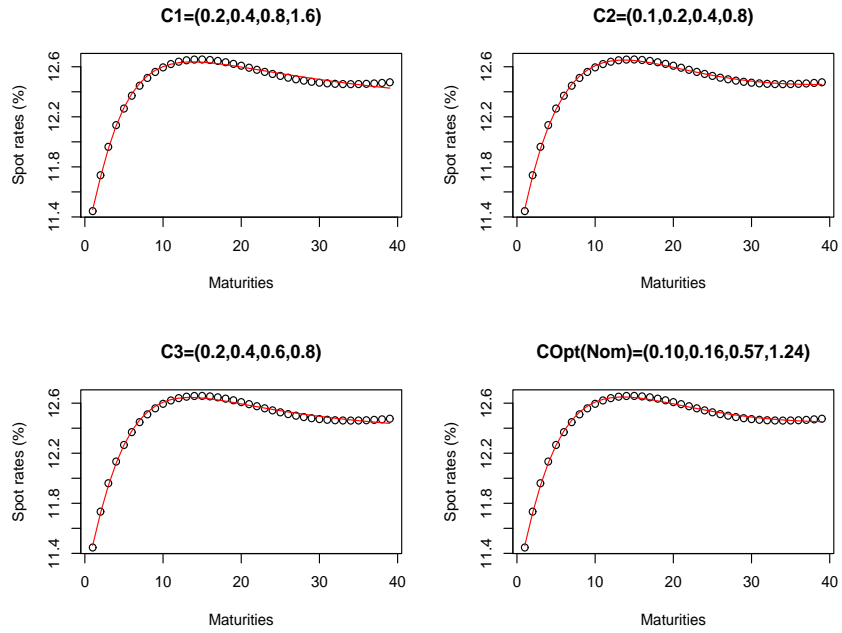 C1=(0.2,0.4,0.8,1.6)
Spot rates (%)
12.6
12.2
11.8
11.4
0 10 20 30 40
Maturities
C2=(0.1,0.2,0.4,0.8)
Spot rates (%)
12.6
12.2
11.8
11.4
0 10 20 30 40
Maturities
C3=(0.2,0.4,0.6,0.8)
Spot rates (%)
12.6
12.2
11.8
11.4
0 10 20 30 40
Maturities
COpt(Nom)=(0.10,0.16,0.57,1.24)
Spot rates (%)
12.6
12.2
11.8
11.4
0 10 20 30 40
Maturities